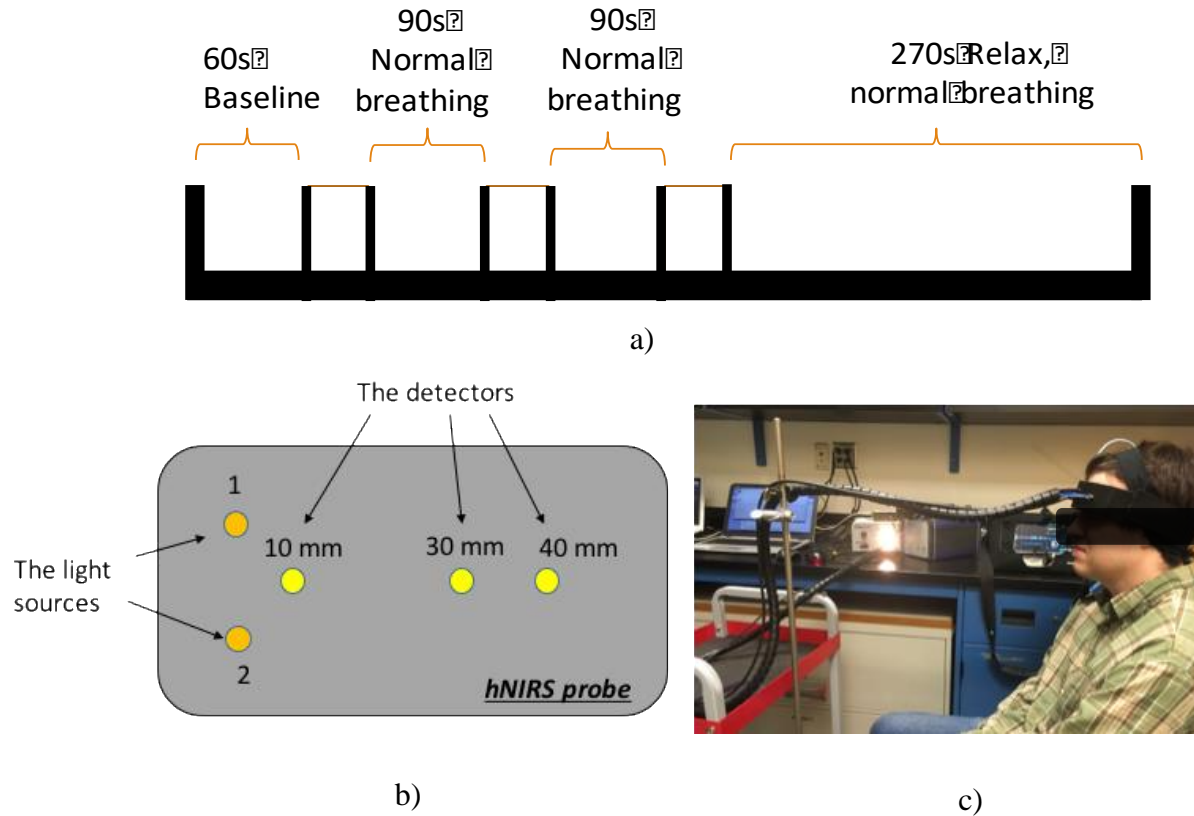 60s⍰
Baseline
90s⍰
Normal⍰
breathing
90s⍰
Normal⍰
breathing
270s⍰Relax,⍰
normal⍰breathing
a)
The detectors
1
10 mm
30 mm
40 mm
The light
sources
2
hNIRS probe
b)
c)